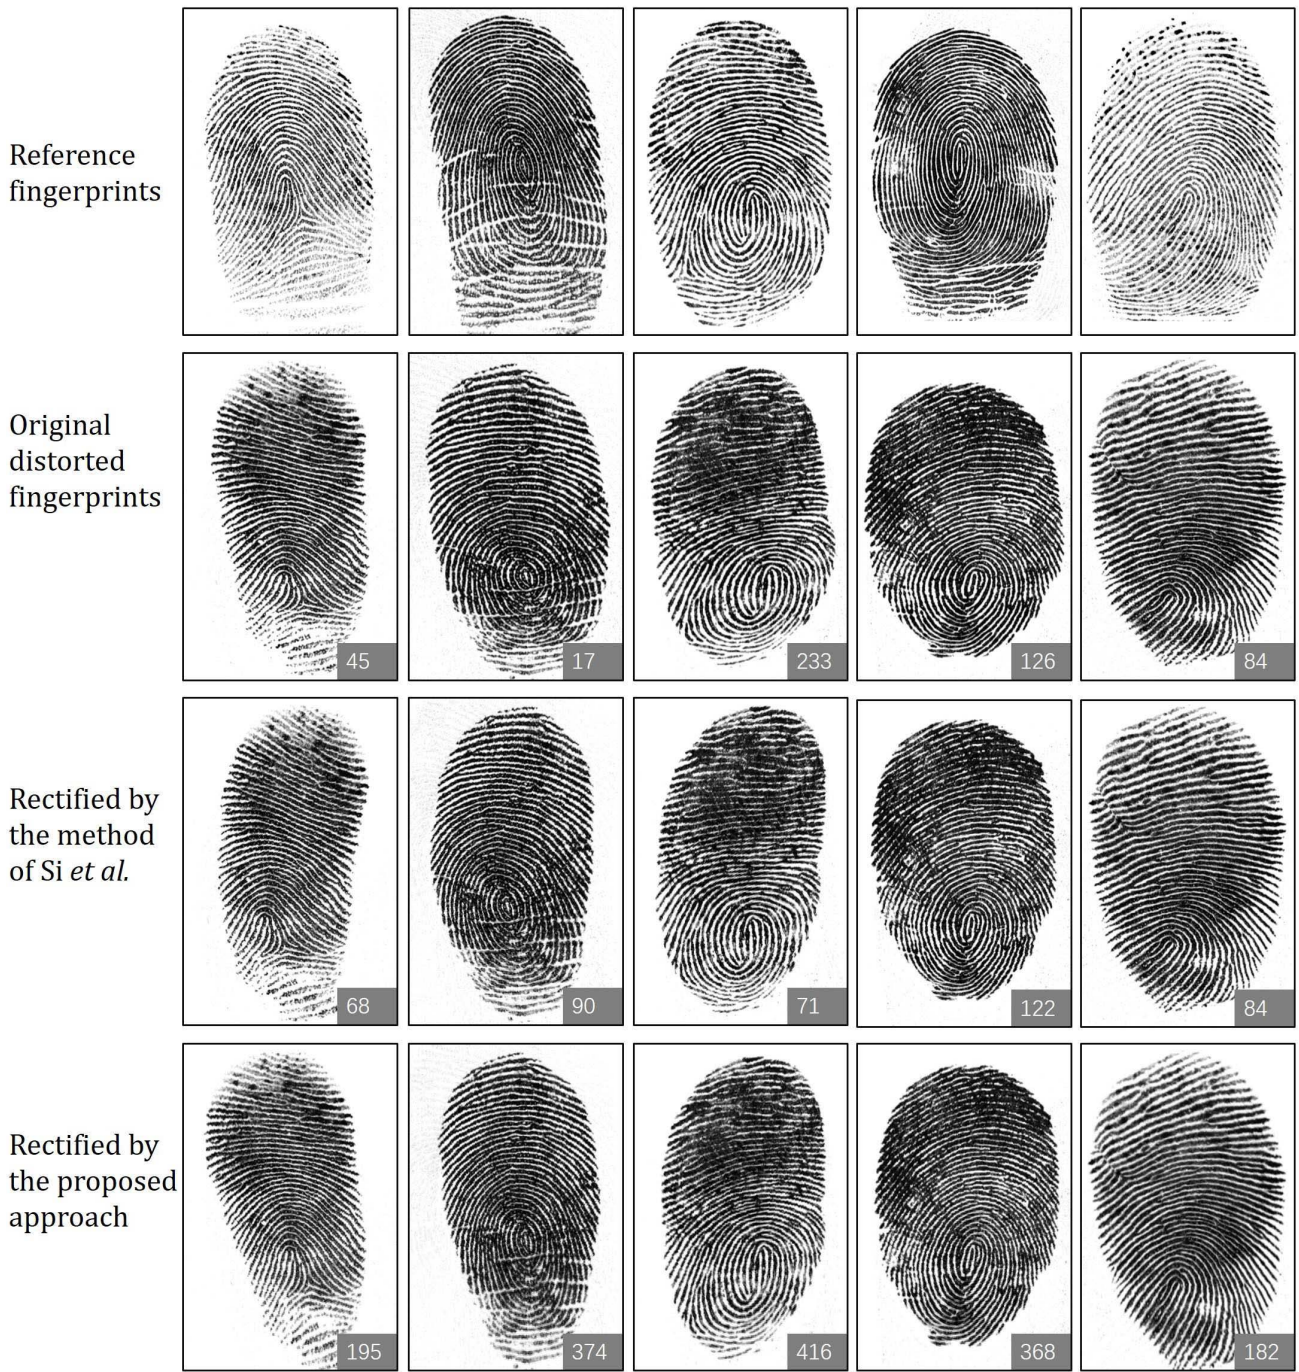 Reference
fingerprints
Original
distorted
fingerprints
45
17
233
126
84
Rectified by
the method
of Si et al.
68
90
71
122
84
Rectified by
the proposed
approach
195
374
416
368
182